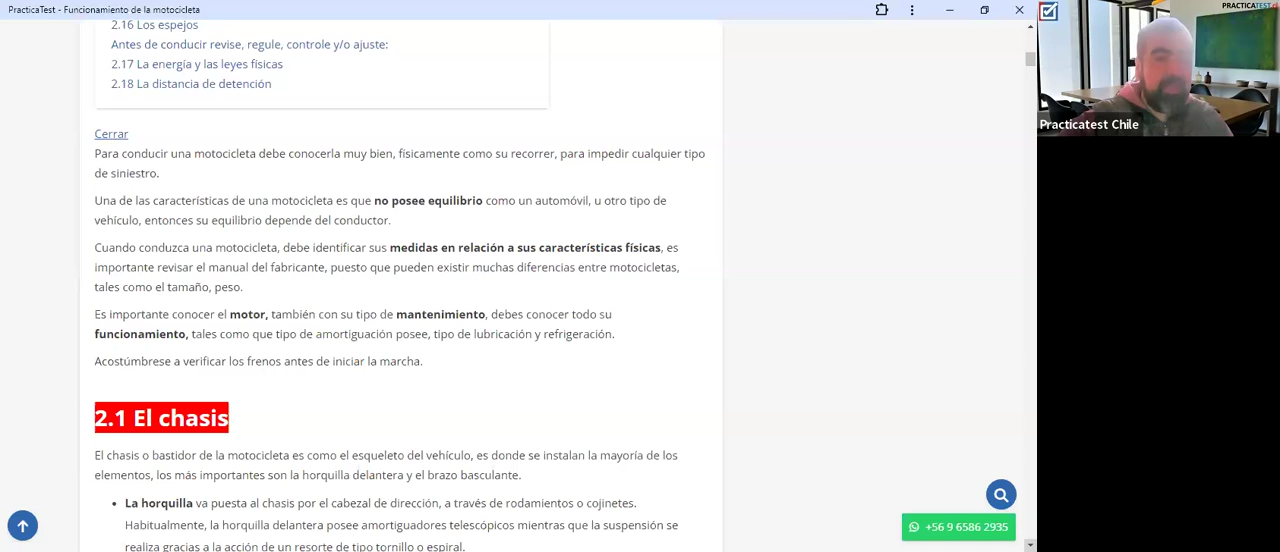 PracticaTest - Funcionamiento de la motocicleta
2.16 Los espejos
Antes de conducir revise, regule, controle y/o ajuste:
2.17 La energía y las leyes físicas
2.18 La distancia de detención
Cerrar
Para conducir una motocicleta debe conocerla muy bien, físicamente como su recorrer, para impedir cualquier tipo
de siniestro.
Una de las características de una motocicleta es que no posee equilibrio como un automóvil, u otro tipo de
vehículo, entonces su equilibrio depende del conductor.
Cuando conduzca una motocicleta, debe identificar sus medidas en relación a sus características físicas, es
importante revisar el manual del fabricante, puesto que pueden existir muchas diferencias entre motocicletas,
tales como el tamaño, peso.
Es importante conocer el motor, también con su tipo de mantenimiento, debes conocer todo su
funcionamiento, tales como que tipo de amortiguación posee, tipo de lubricación y refrigeración.
Acostúmbrese a verificar los frenos antes de iniciar la marcha.
2.1 El chasis
El chasis o bastidor de la motocicleta es como el esqueleto del vehículo, es donde se instalan la mayoría de los
elementos, los más importantes son la horquilla delantera y el brazo basculante.
• La horquilla va puesta al chasis por el cabezal de dirección, a través de rodamientos o cojinetes.
Habitualmente, la horquilla delantera posee amortiguadores telescópicos mientras que la suspensión se
realiza gracias a la acción de un resorte de tipo tornillo o espiral.
+56 9 6586 2935
Practicatest Chile